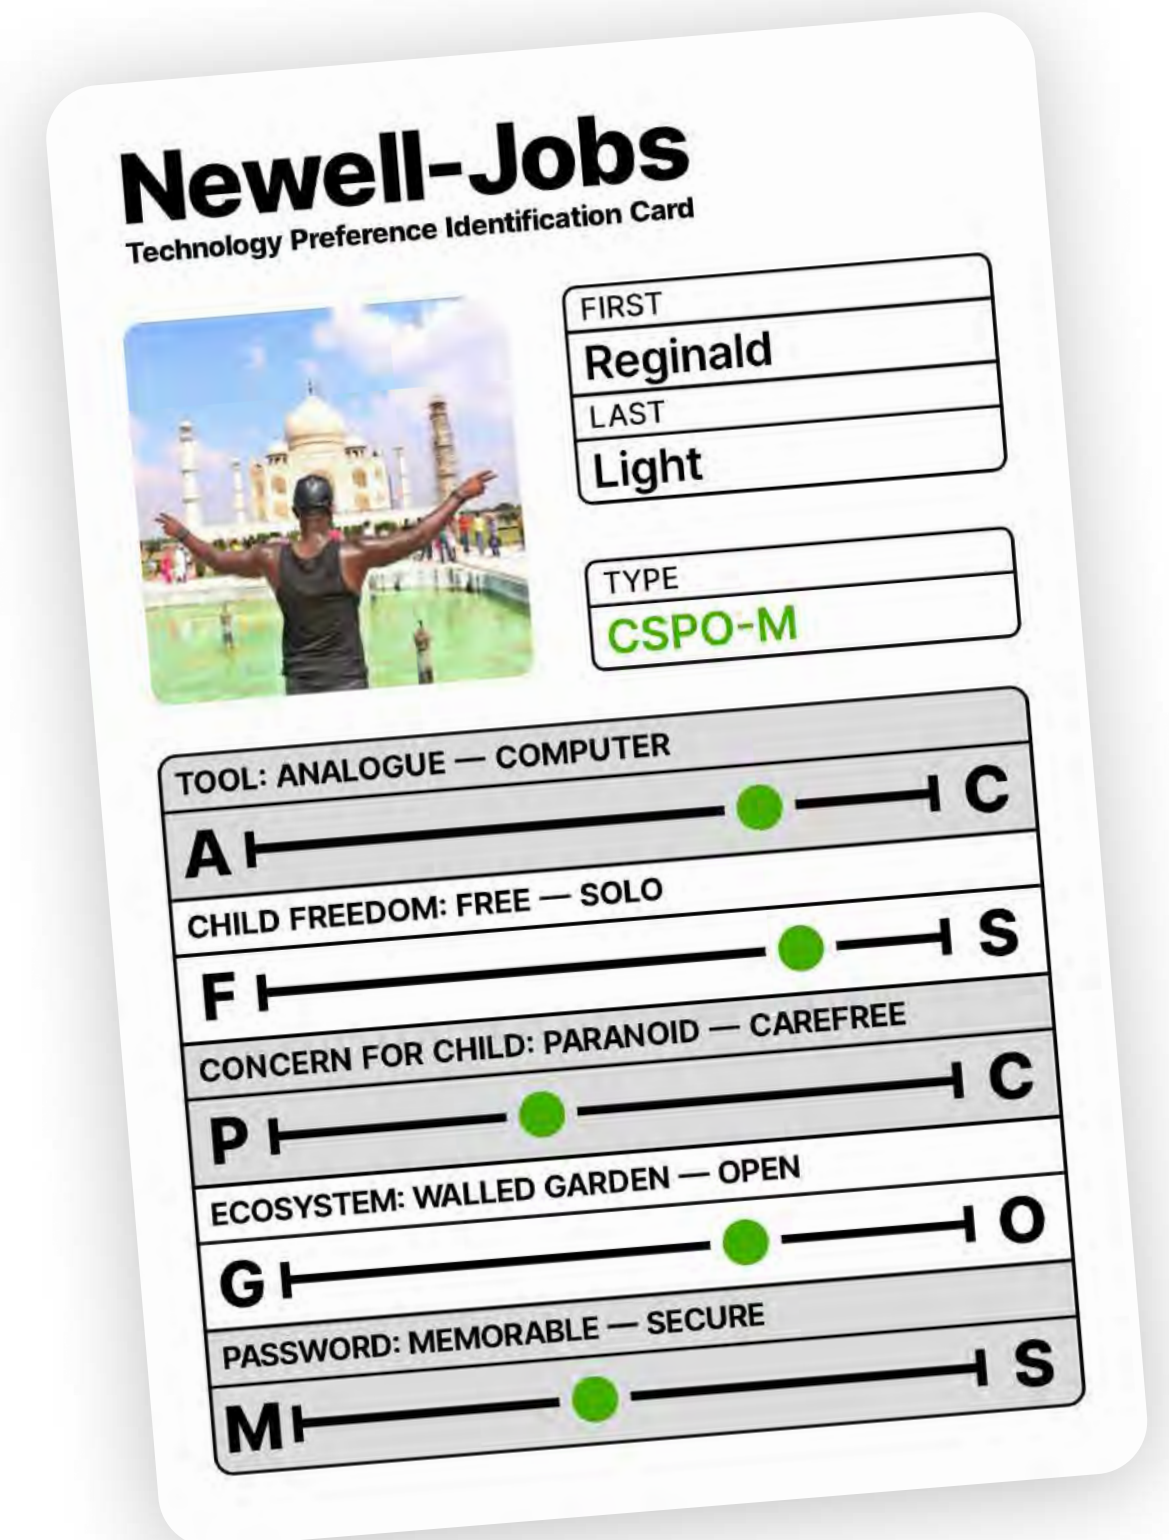 Newell-Jobs
Technology Preference Identification Card
FIRST
Reginald
LAST
Light
TYPE
CSPO-M
TOOL: ANALOGUE — COMPUTER
A C
CHILD FREEDOM: FREE — SOLO
F S
CONCERN FOR CHILD: PARANOID — CAREFREE
P C
ECOSYSTEM: WALLED GARDEN — OPEN
G O
PASSWORD: MEMORABLE — SECURE
M S